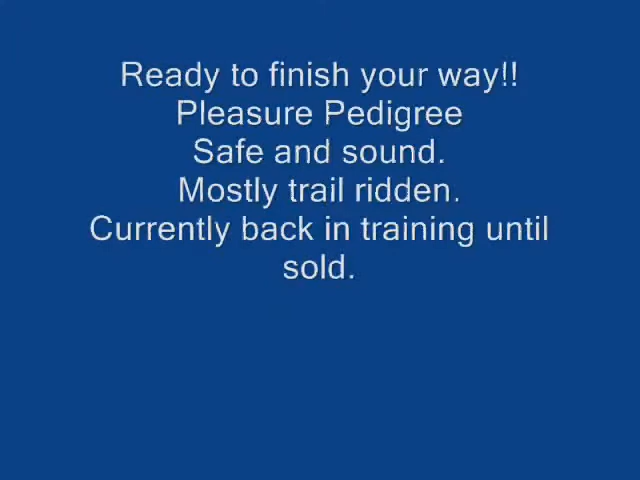 Ready to finish your way!!
Pleasure Pedigree
Safe and sound.
Mostly trail ridden.
Currently back in training until
sold.